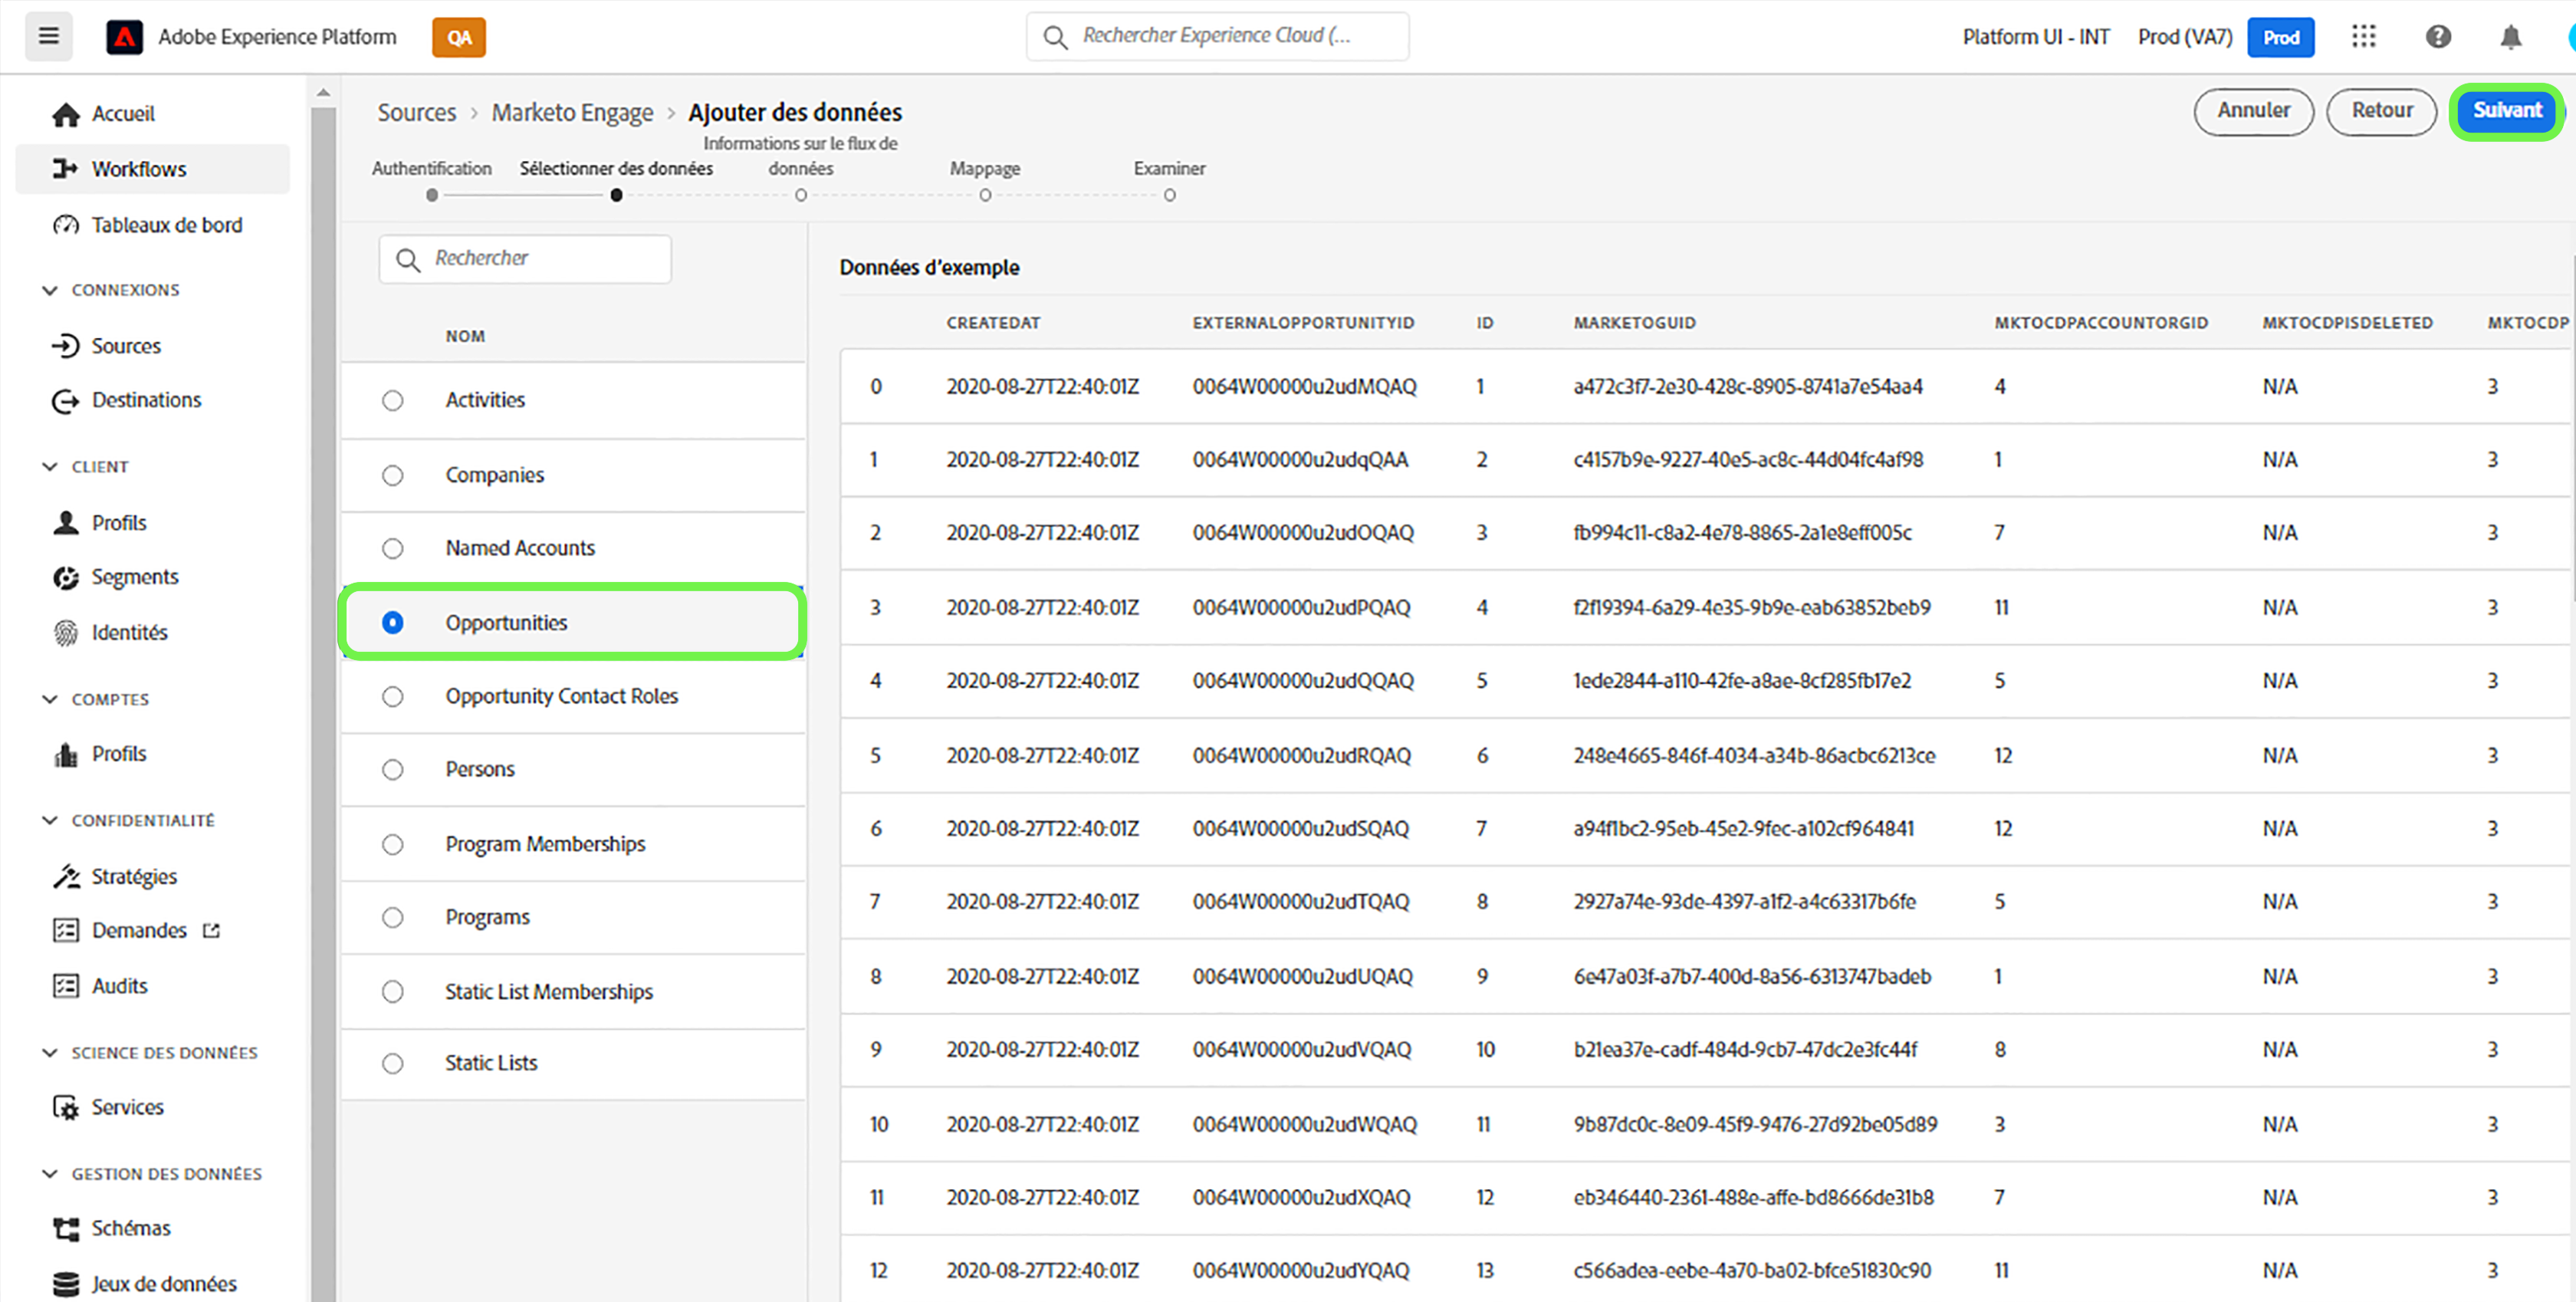 Adobe Experience Platform
QA
Rechercher Experience Cloud (...
Platform UI - INT
Prod (VA7)
Prod
Accueil
Workflows
Tableaux de bord
CONNEXIONS
Sources
Destinations
CLIENT
Profils
Segments
Identités
COMPTES
Profils
CONFIDENTIALITÉ
Stratégies
Demandes
Audits
SCIENCE DES DONNÉES
Services
GESTION DES DONNÉES
Schémas
Jeux de données
Sources > Marketo Engage > Ajouter des données
Annuler
Retour
Suivant
Authentification
Sélectionner des données
Informations sur le flux de
données
Mappage
Examiner
Rechercher
NOM
Activities
Companies
Named Accounts
Opportunities
Opportunity Contact Roles
Persons
Program Memberships
Programs
Static List Memberships
Static Lists
Données d'exemple
CREATEDAT EXTERNALOPPORTUNITYID ID MARKETOGUID MKTOCDPACCOUNTORGID MKTOCDPISDELETED MKTOCDP
0 2020-08-27T22:40:01Z 0064W00000u2udMQAQ 1 a472c3f7-2e30-428c-8905-8741a7e54aa4 4 N/A 3
1 2020-08-27T22:40:01Z 0064W00000u2udqQAA 2 c4157b9e-9227-40e5-ac8c-44d04fc4af98 1 N/A 3
2 2020-08-27T22:40:01Z 0064W00000u2udOQAQ 3 fb994c11-c8a2-4e78-8865-2a1e8eff005c 7 N/A 3
3 2020-08-27T22:40:01Z 0064W00000u2udPQAQ 4 f2f19394-6a29-4e35-9b9e-eab63852beb9 11 N/A 3
4 2020-08-27T22:40:01Z 0064W00000u2udQQAQ 5 1ede2844-a110-42fe-a8ae-8cf285fb17e2 5 N/A 3
5 2020-08-27T22:40:01Z 0064W00000u2udRQAQ 6 248e4665-846f-4034-a34b-86acbc6213ce 12 N/A 3
6 2020-08-27T22:40:01Z 0064W00000u2udSQAQ 7 a94f1bc2-95eb-45e2-9fec-a102cf964841 12 N/A 3
7 2020-08-27T22:40:01Z 0064W00000u2udTQAQ 8 2927a74e-93de-4397-a1f2-a4c63317b6fe 5 N/A 3
8 2020-08-27T22:40:01Z 0064W00000u2udUQAQ 9 6e47a03f-a7b7-400d-8a56-6313747badeb 1 N/A 3
9 2020-08-27T22:40:01Z 0064W00000u2udVQAQ 10 b21ea37e-cadf-484d-9cb7-47dc2e3fc44f 8 N/A 3
10 2020-08-27T22:40:01Z 0064W00000u2udWQAQ 11 9b87dc0c-8e09-45f9-9476-27d92be05d89 3 N/A 3
11 2020-08-27T22:40:01Z 0064W00000u2udXQAQ 12 eb346440-2361-488e-affe-bd8666de31b8 7 N/A 3
12 2020-08-27T22:40:01Z 0064W00000u2udYQAQ 13 c566adea-eebe-4a70-ba02-bfce51830c90 11 N/A 3